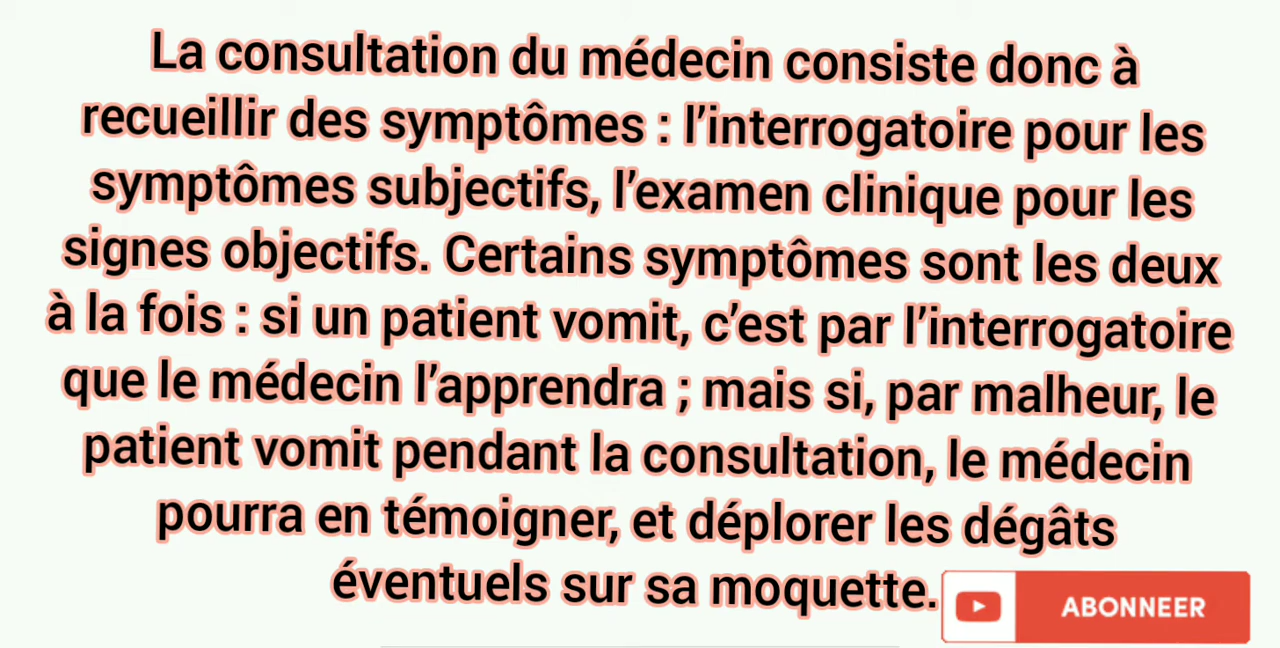 La consultation du médecin consiste donc à
recueillir des symptômes : l’interrogatoire pour les
symptômes subjectifs, l’examen clinique pour les
signes objectifs. Certains symptômes sont les deux
à la fois : si un patient vomit, c’est par l’interrogatoire
que le médecin l’apprendra ; mais si, par malheur, le
patient vomit pendant la consultation, le médecin
pourra en témoigner, et déplorer les dégâts
éventuels sur sa moquette.
ABONNEER